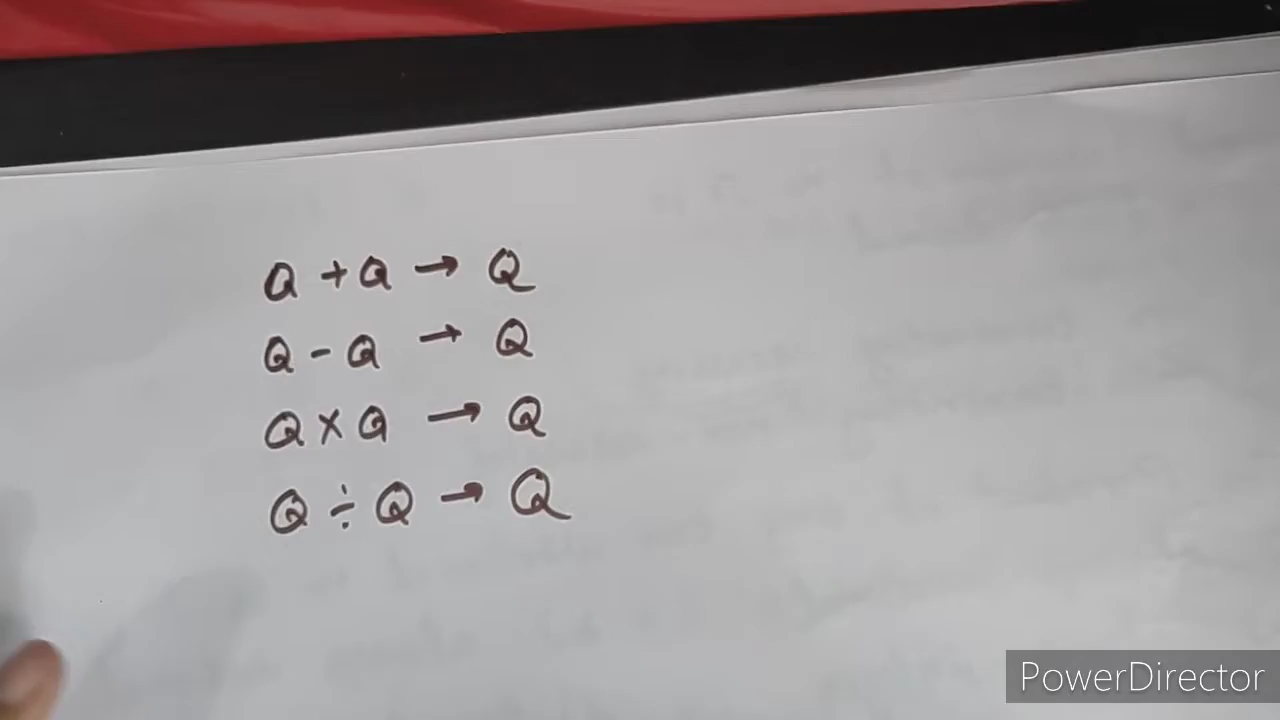 Q + Q → Q
Q - Q → Q
Q × Q → Q
Q ÷ Q → Q
PowerDirector